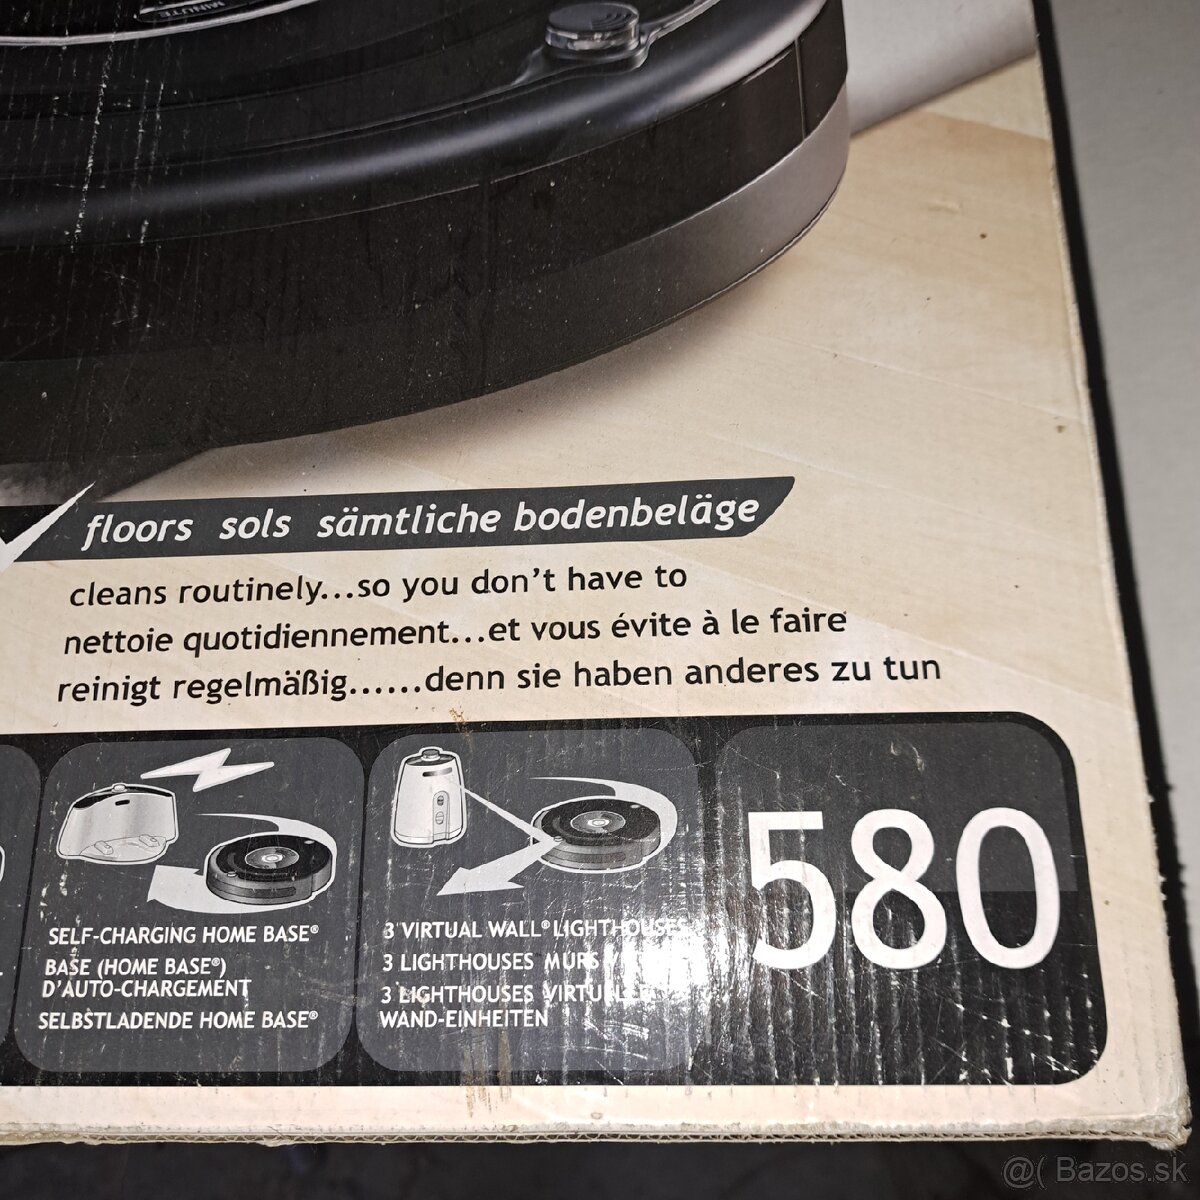 MINUTE
floors sols sämtliche bodenbeläge
cleans routinely...so you don't have to
nettoie quotidiennement...et vous évite à le faire
reinigt regelmäßig......denn sie haben anderes zu tun
SELF-CHARGING HOME BASE®
BASE (HOME BASE®)
D'AUTO-CHARGEMENT
SELBSTLADENDE HOME BASE®
3 VIRTUAL WALL® LIGHTHOUSES
3 LIGHTHOUSES MURS
3 LIGHTHOUSES
WAND-EINHEITEN
580
@( Bazos.sk